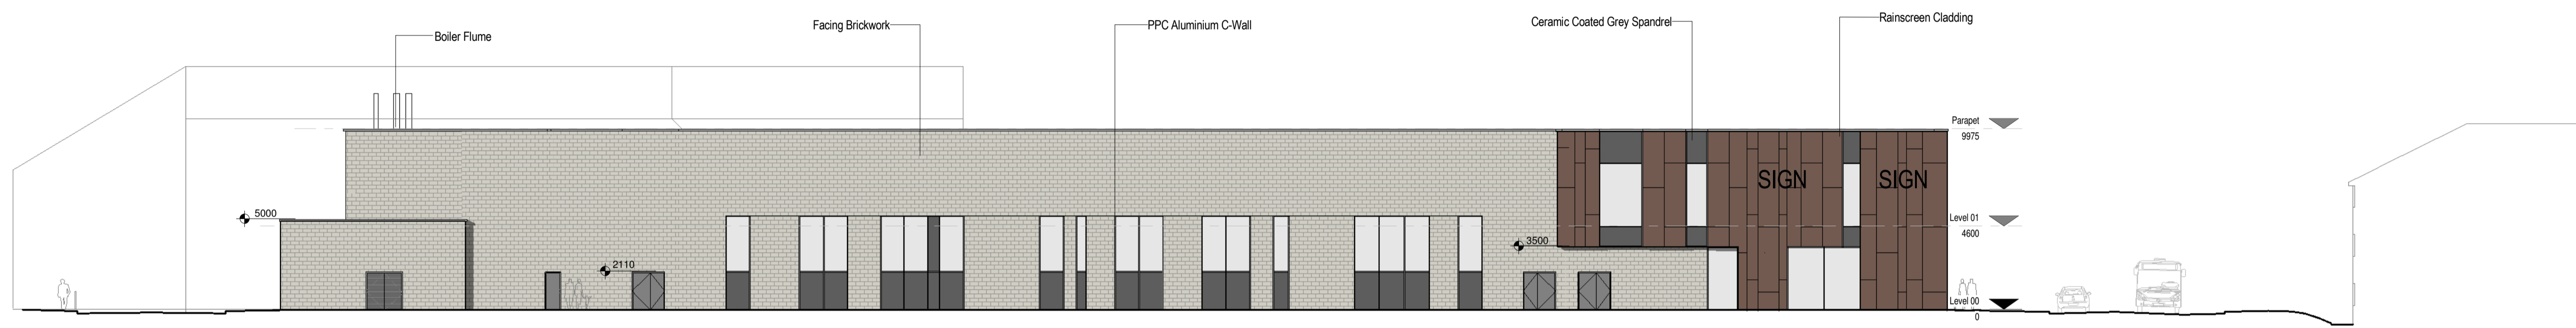 Boiler Flume
Facing Brickwork
PPC Aluminium C-Wall
Ceramic Coated Grey Spandrel
Rainscreen Cladding
Parapet
9975
SIGN SIGN
5000
Level 01
4600
3500
2110
Level 00
0